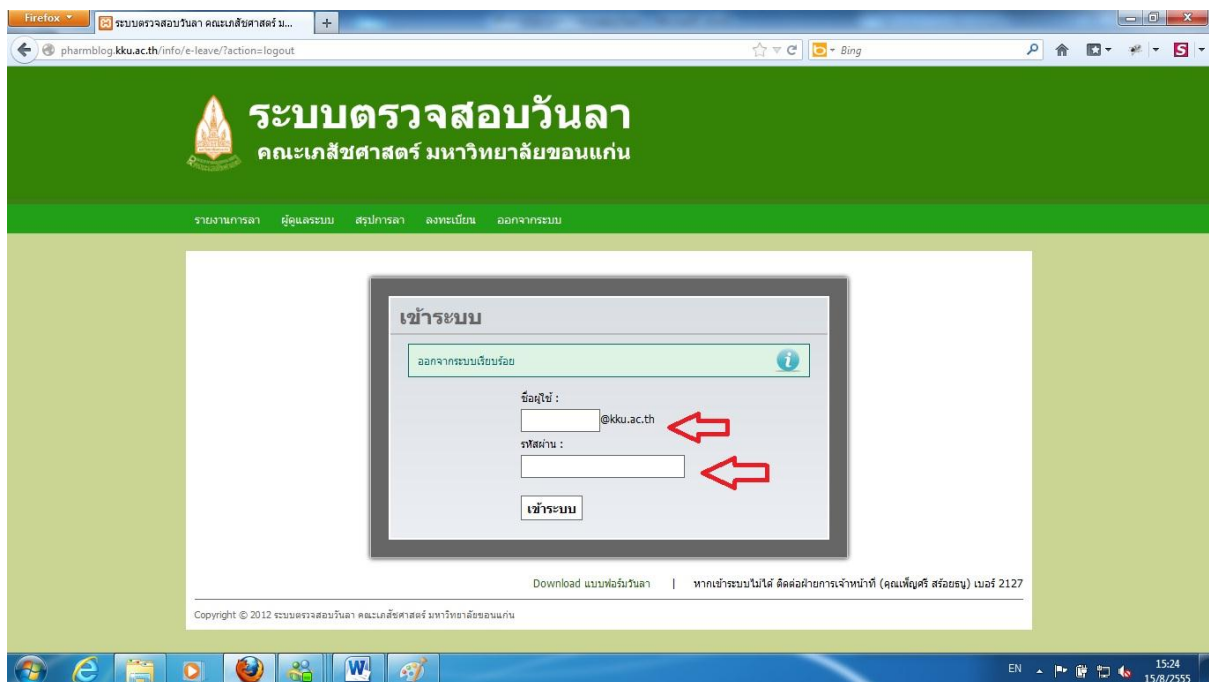 Firefox
ระบบตรวจสอบวันลา คณะเภสัชศาสตร์ ม...
pharmblog.kku.ac.th/info/e-leave/?action=logout
Bing
ระบบตรวจสอบวันลา
คณะเภสัชศาสตร์ มหาวิทยาลัยขอนแก่น
รายงานการลา ผู้ดูแลระบบ สรุปการลา ลงทะเบียน ออกจากระบบ
เข้าระบบ
ออกจากระบบเรียบร้อย
ชื่อผู้ใช้ :
@kku.ac.th
รหัสผ่าน :
เข้าระบบ
Download แบบฟอร์มวันลา | หากเข้าระบบไม่ได้ ติดต่อฝ่ายการเจ้าหน้าที่ (คุณเพ็ญศรี สร้อยธนู) เบอร์ 2127
Copyright © 2012 ระบบตรวจสอบวันลา คณะเภสัชศาสตร์ มหาวิทยาลัยขอนแก่น
EN
15:24
15/8/2555